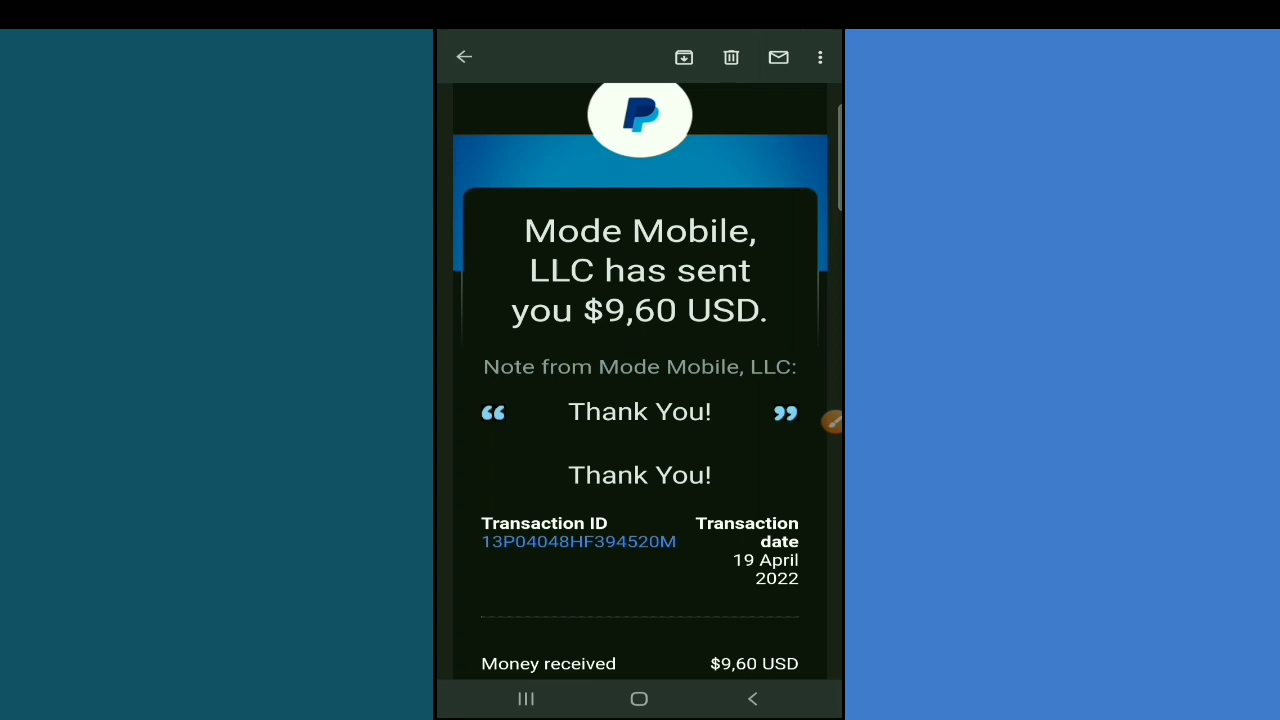 Mode Mobile,
LLC has sent
you $9,60 USD.
Note from Mode Mobile, LLC:
“ Thank You! ”
Thank You!
Transaction ID
13P04048HF394520M
Transaction
date
19 April
2022
Money received $9,60 USD